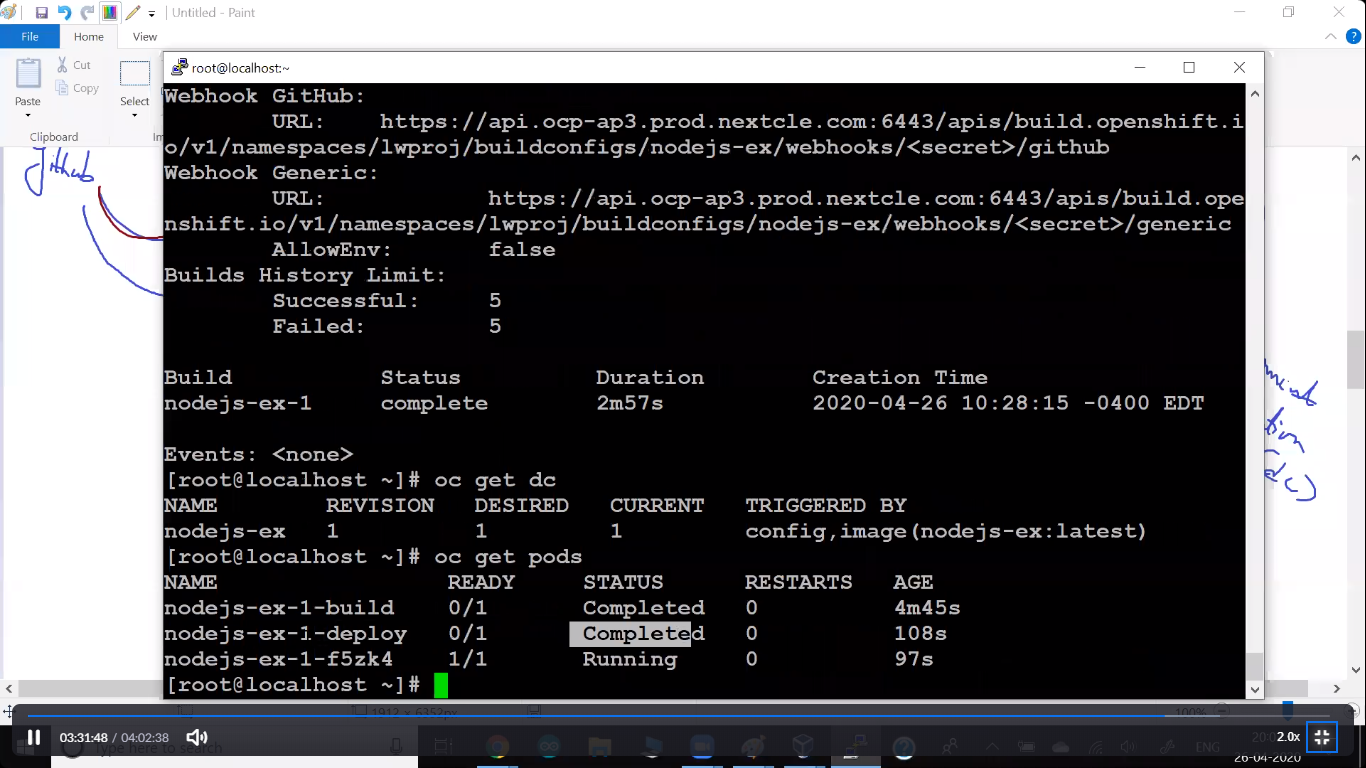 Untitled - Paint
File Home View
Cut
Copy
Paste
Select
Clipboard
Github
root@localhost:~
Webhook GitHub:
URL: https://api.ocp-ap3.prod.nextcle.com:6443/apis/build.openshift.i
o/v1/namespaces/lwproj/buildconfigs/nodejs-ex/webhooks/<secret>/github
Webhook Generic:
URL: https://api.ocp-ap3.prod.nextcle.com:6443/apis/build.ope
nshift.io/v1/namespaces/lwproj/buildconfigs/nodejs-ex/webhooks/<secret>/generic
AllowEnv: false
Builds History Limit:
Successful: 5
Failed: 5
Build Status Duration Creation Time
nodejs-ex-1 complete 2m57s 2020-04-26 10:28:15 -0400 EDT
Events: <none>
[root@localhost ~]# oc get dc
NAME REVISION DESIRED CURRENT TRIGGERED BY
nodejs-ex 1 1 1 config,image(nodejs-ex:latest)
[root@localhost ~]# oc get pods
NAME READY STATUS RESTARTS AGE
nodejs-ex-1-build 0/1 Completed 0 4m45s
nodejs-ex-1-deploy 0/1 Completed 0 108s
nodejs-ex-1-f5zk4 1/1 Running 0 97s
[root@localhost ~]#
1912 × 6352px
100%
03:31:48 / 04:02:38
2.0x
Type here to search
ENG
26-04-2020